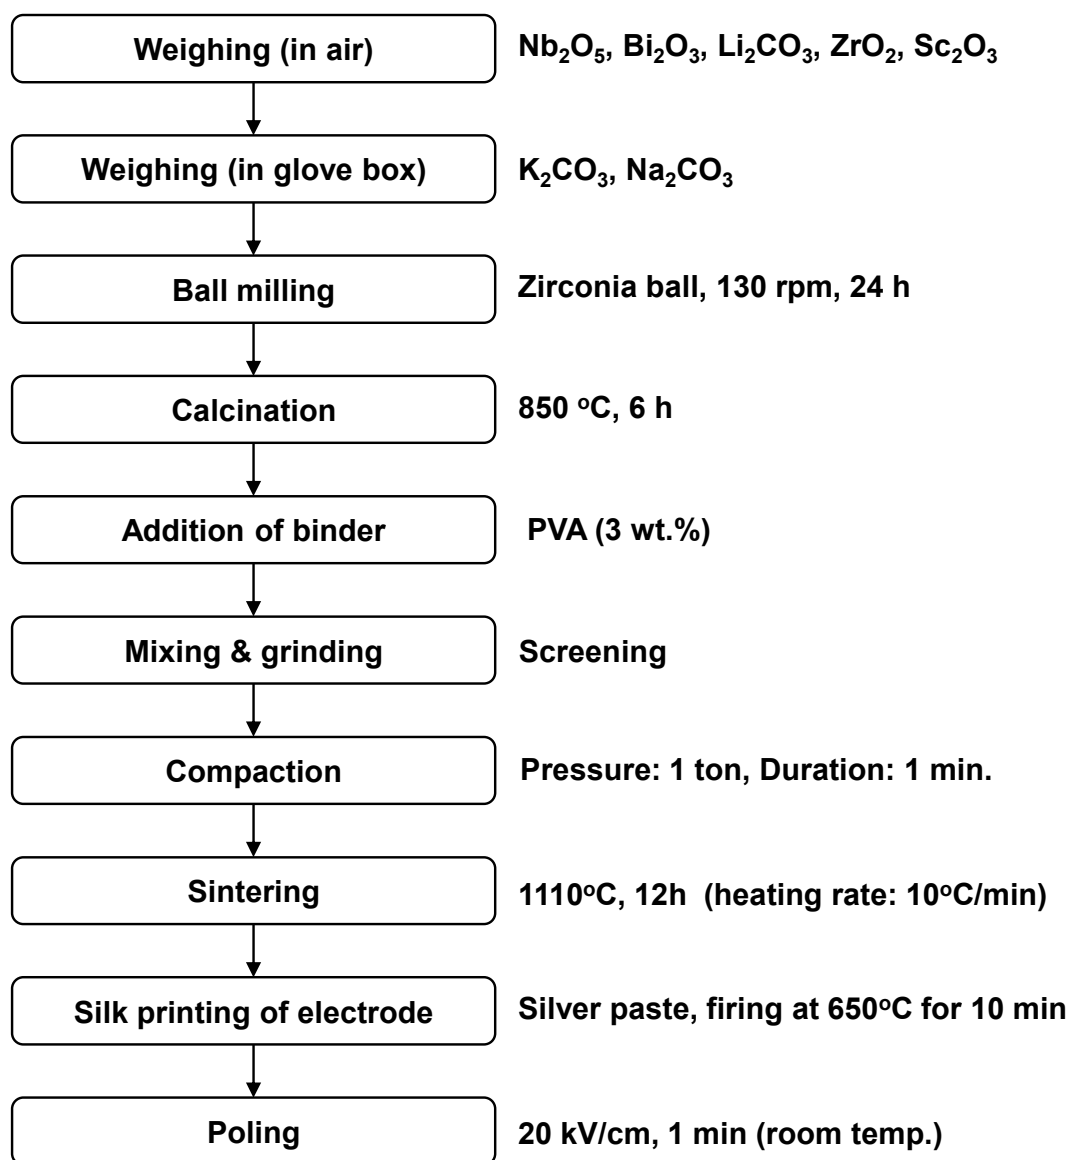 Weighing (in air)
Nb₂O₅, Bi₂O₃, Li₂CO₃, ZrO₂, Sc₂O₃
Weighing (in glove box)
K₂CO₃, Na₂CO₃
Ball milling
Zirconia ball, 130 rpm, 24 h
Calcination
850 ºC, 6 h
Addition of binder
PVA (3 wt.%)
Mixing & grinding
Screening
Compaction
Pressure: 1 ton, Duration: 1 min.
Sintering
1110ºC, 12h (heating rate: 10ºC/min)
Silk printing of electrode
Silver paste, firing at 650ºC for 10 min
Poling
20 kV/cm, 1 min (room temp.)